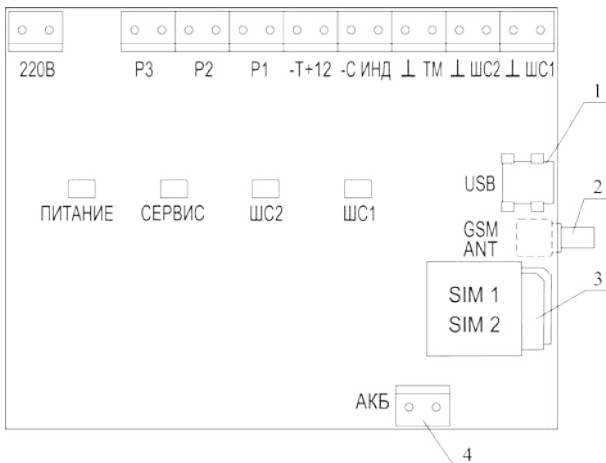 220В Р3 Р2 Р1 -Т+12 -С ИНД ⊥ ТМ ⊥ ШС2 ⊥ ШС1
1
USB
ПИТАНИЕ СЕРВИС ШС2 ШС1
2
GSM
ANT
3
SIM 1
SIM 2
АКБ
4